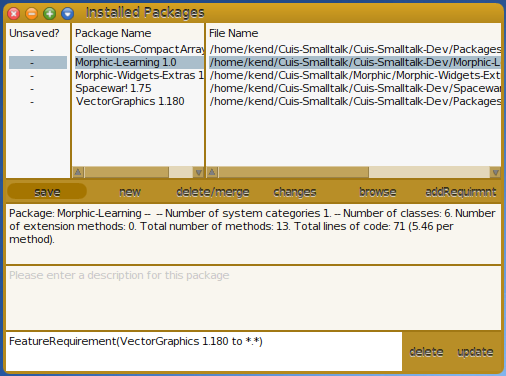 Installed Packages
Unsaved? Package Name File Name
- Collections-CompactArray /home/kend/Cuis-Smalltalk/Cuis-Smalltalk-Dev/Packages
- Morphic-Learning 1.0 /home/kend/Cuis-Smalltalk/Cuis-Smalltalk-Dev/Morphic-L
- Morphic-Widgets-Extras 1 /home/kend/Cuis-Smalltalk/Morphic/Morphic-Widgets-Ext
- Spacewar! 1.75 /home/kend/Cuis-Smalltalk/Cuis-Smalltalk-Dev/Spacewar
- VectorGraphics 1.180 /home/kend/Cuis-Smalltalk/Cuis-Smalltalk-Dev/Packages
save new delete/merge changes browse addRequirmnt
Package: Morphic-Learning -- -- Number of system categories 1. -- Number of classes: 6. Number
of extension methods: 0. Total number of methods: 13. Total lines of code: 71 (5.46 per
method).
Please enter a description for this package
FeatureRequirement(VectorGraphics 1.180 to *.*)
delete update